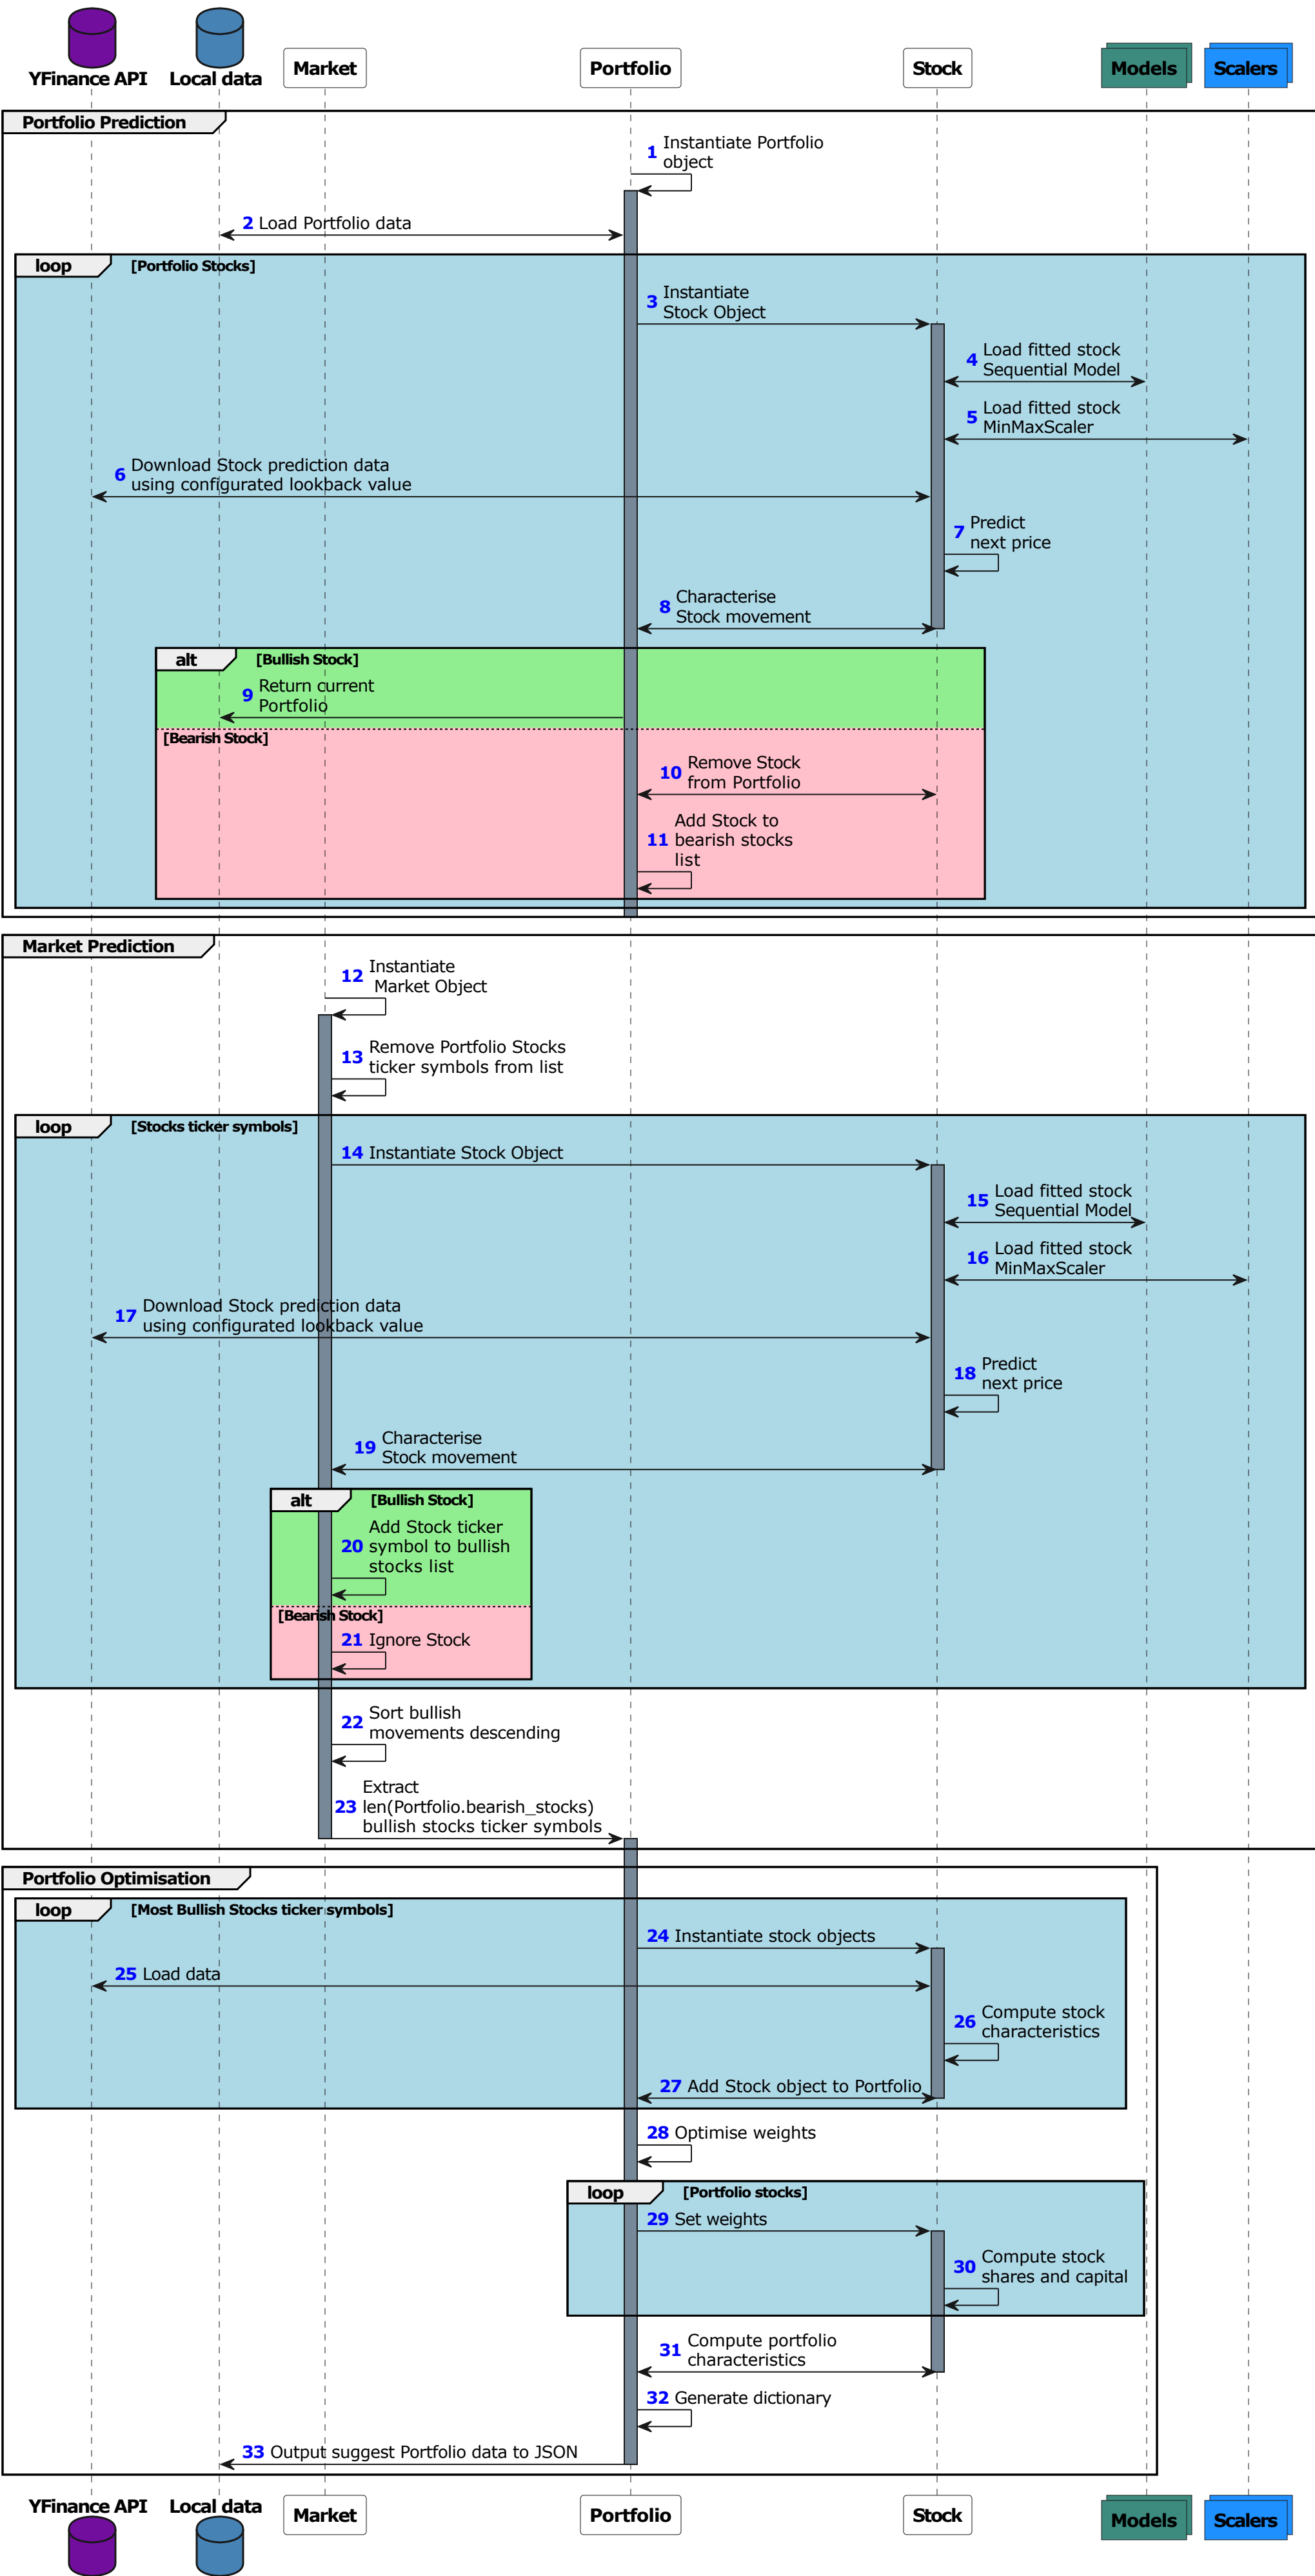 YFinance API
Local data
Market
Portfolio
Stock
Models
Scalers
Portfolio Prediction
1 Instantiate Portfolio
object
2 Load Portfolio data
loop [Portfolio Stocks]
3 Instantiate
Stock Object
4 Load fitted stock
Sequential Model
5 Load fitted stock
MinMaxScaler
6 Download Stock prediction data
using configurated lookback value
7 Predict
next price
8 Characterise
Stock movement
alt [Bullish Stock]
9 Return current
Portfolio
[Bearish Stock]
10 Remove Stock
from Portfolio
11 Add Stock to
bearish stocks
list
Market Prediction
12 Instantiate
Market Object
13 Remove Portfolio Stocks
ticker symbols from list
loop [Stocks ticker symbols]
14 Instantiate Stock Object
15 Load fitted stock
Sequential Model
16 Load fitted stock
MinMaxScaler
17 Download Stock prediction data
using configurated lookback value
18 Predict
next price
19 Characterise
Stock movement
alt [Bullish Stock]
20 Add Stock ticker
symbol to bullish
stocks list
[Bearish Stock]
21 Ignore Stock
22 Sort bullish
movements descending
23 Extract
len(Portfolio.bearish_stocks)
bullish stocks ticker symbols
Portfolio Optimisation
loop [Most Bullish Stocks ticker symbols]
24 Instantiate stock objects
25 Load data
26 Compute stock
characteristics
27 Add Stock object to Portfolio
28 Optimise weights
loop [Portfolio stocks]
29 Set weights
30 Compute stock
shares and capital
31 Compute portfolio
characteristics
32 Generate dictionary
33 Output suggest Portfolio data to JSON
YFinance API
Local data
Market
Portfolio
Stock
Models
Scalers